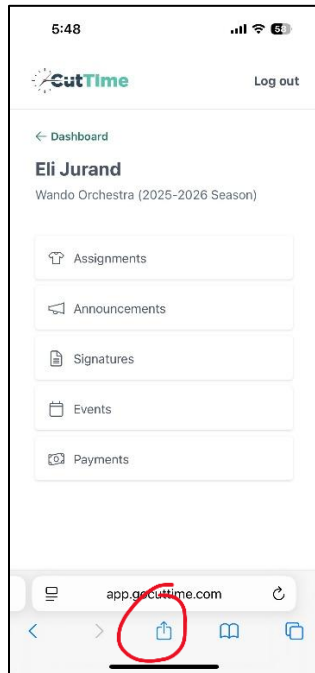 5:48
58
CutTime
Log out
← Dashboard
Eli Jurand
Wando Orchestra (2025-2026 Season)
Assignments
Announcements
Signatures
Events
Payments
app.gocuttime.com